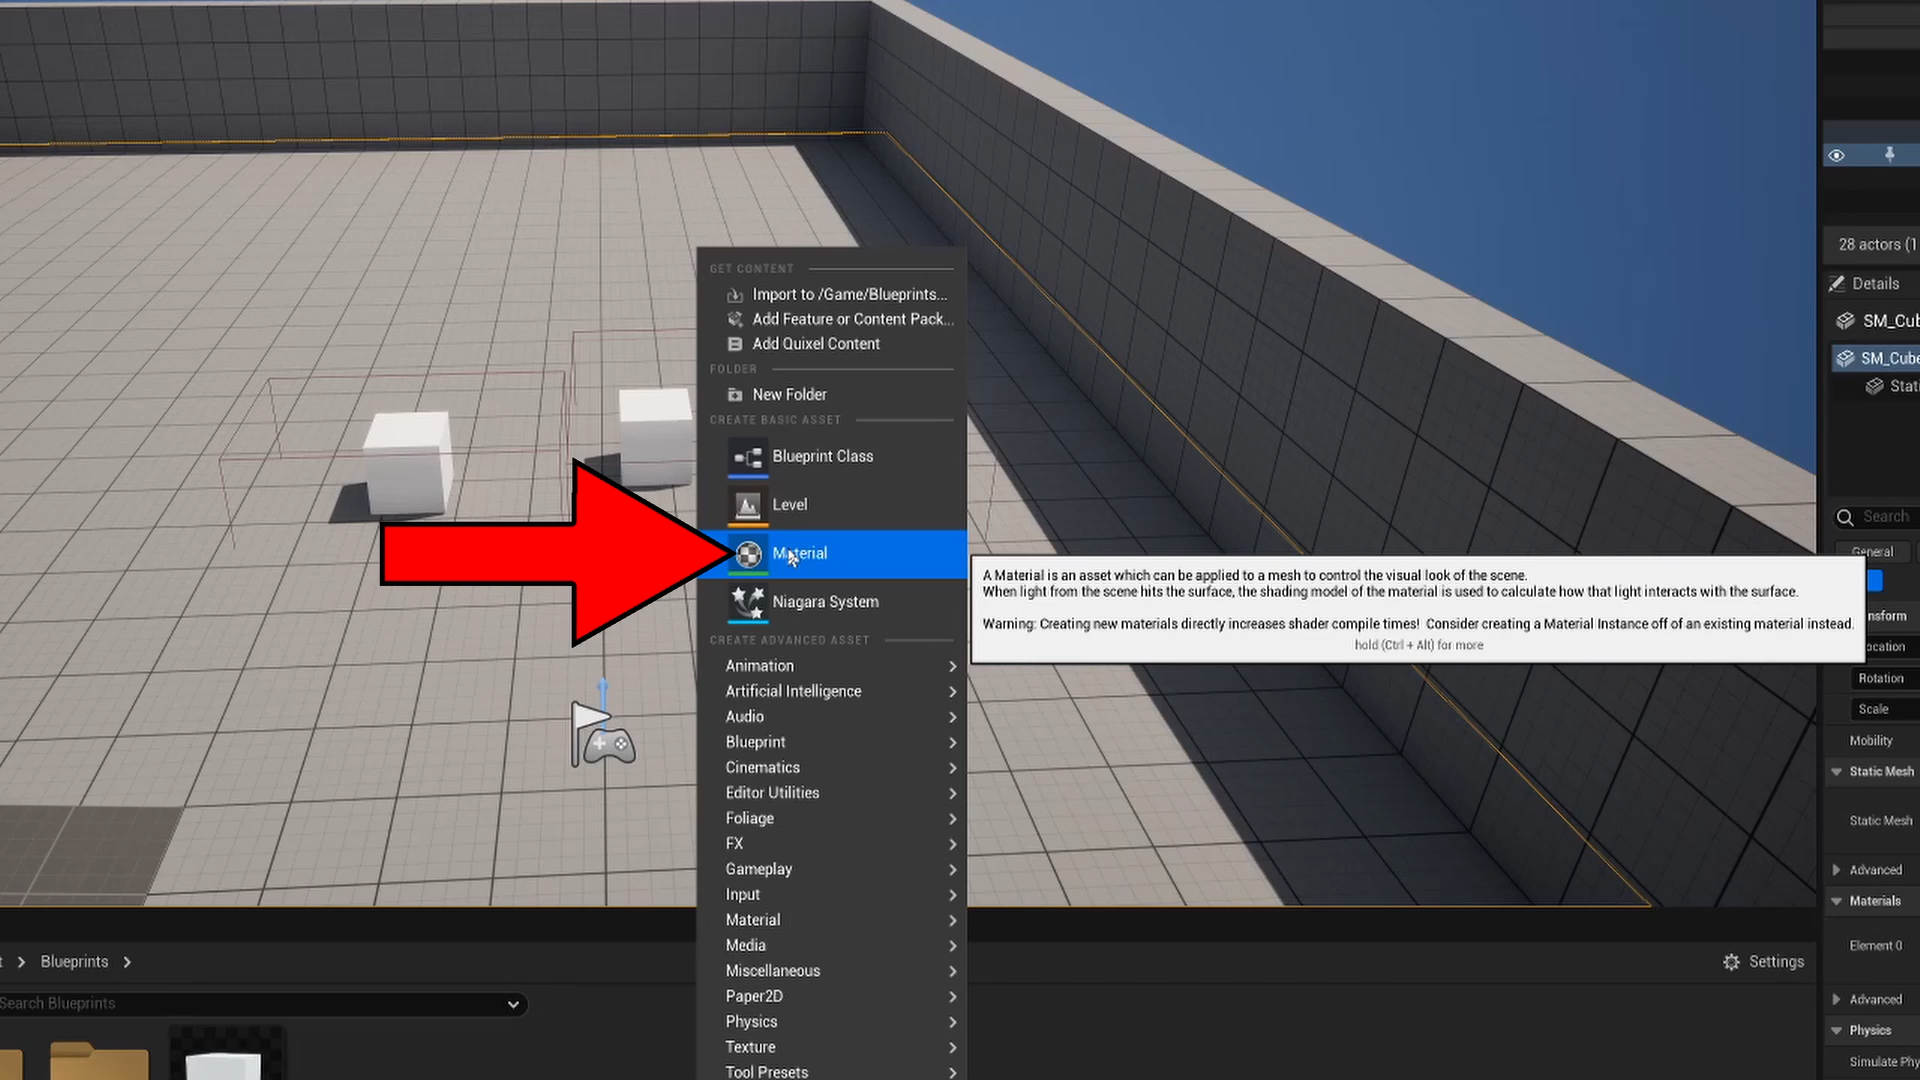 GET CONTENT
Import to /Game/Blueprints...
Add Feature or Content Pack...
Add Quixel Content
FOLDER
New Folder
CREATE BASIC ASSET
Blueprint Class
Level
Material
Niagara System
CREATE ADVANCED ASSET
Animation
Artificial Intelligence
Audio
Blueprint
Cinematics
Editor Utilities
Foliage
FX
Gameplay
Input
Material
Media
Miscellaneous
Paper2D
Physics
Texture
Tool Presets
A Material is an asset which can be applied to a mesh to control the visual look of the scene.
When light from the scene hits the surface, the shading model of the material is used to calculate how that light interacts with the surface.
Warning: Creating new materials directly increases shader compile times! Consider creating a Material Instance off of an existing material instead.
hold (Ctrl + Alt) for more
28 actors (1
Details
SM_Cub
SM_Cube
Stati
Search
General
nsform
ocation
Rotation
Scale
Mobility
Static Mesh
Static Mesh
Advanced
Materials
Element 0
Advanced
Physics
Simulate Phy
t > Blueprints >
Settings
Search Blueprints